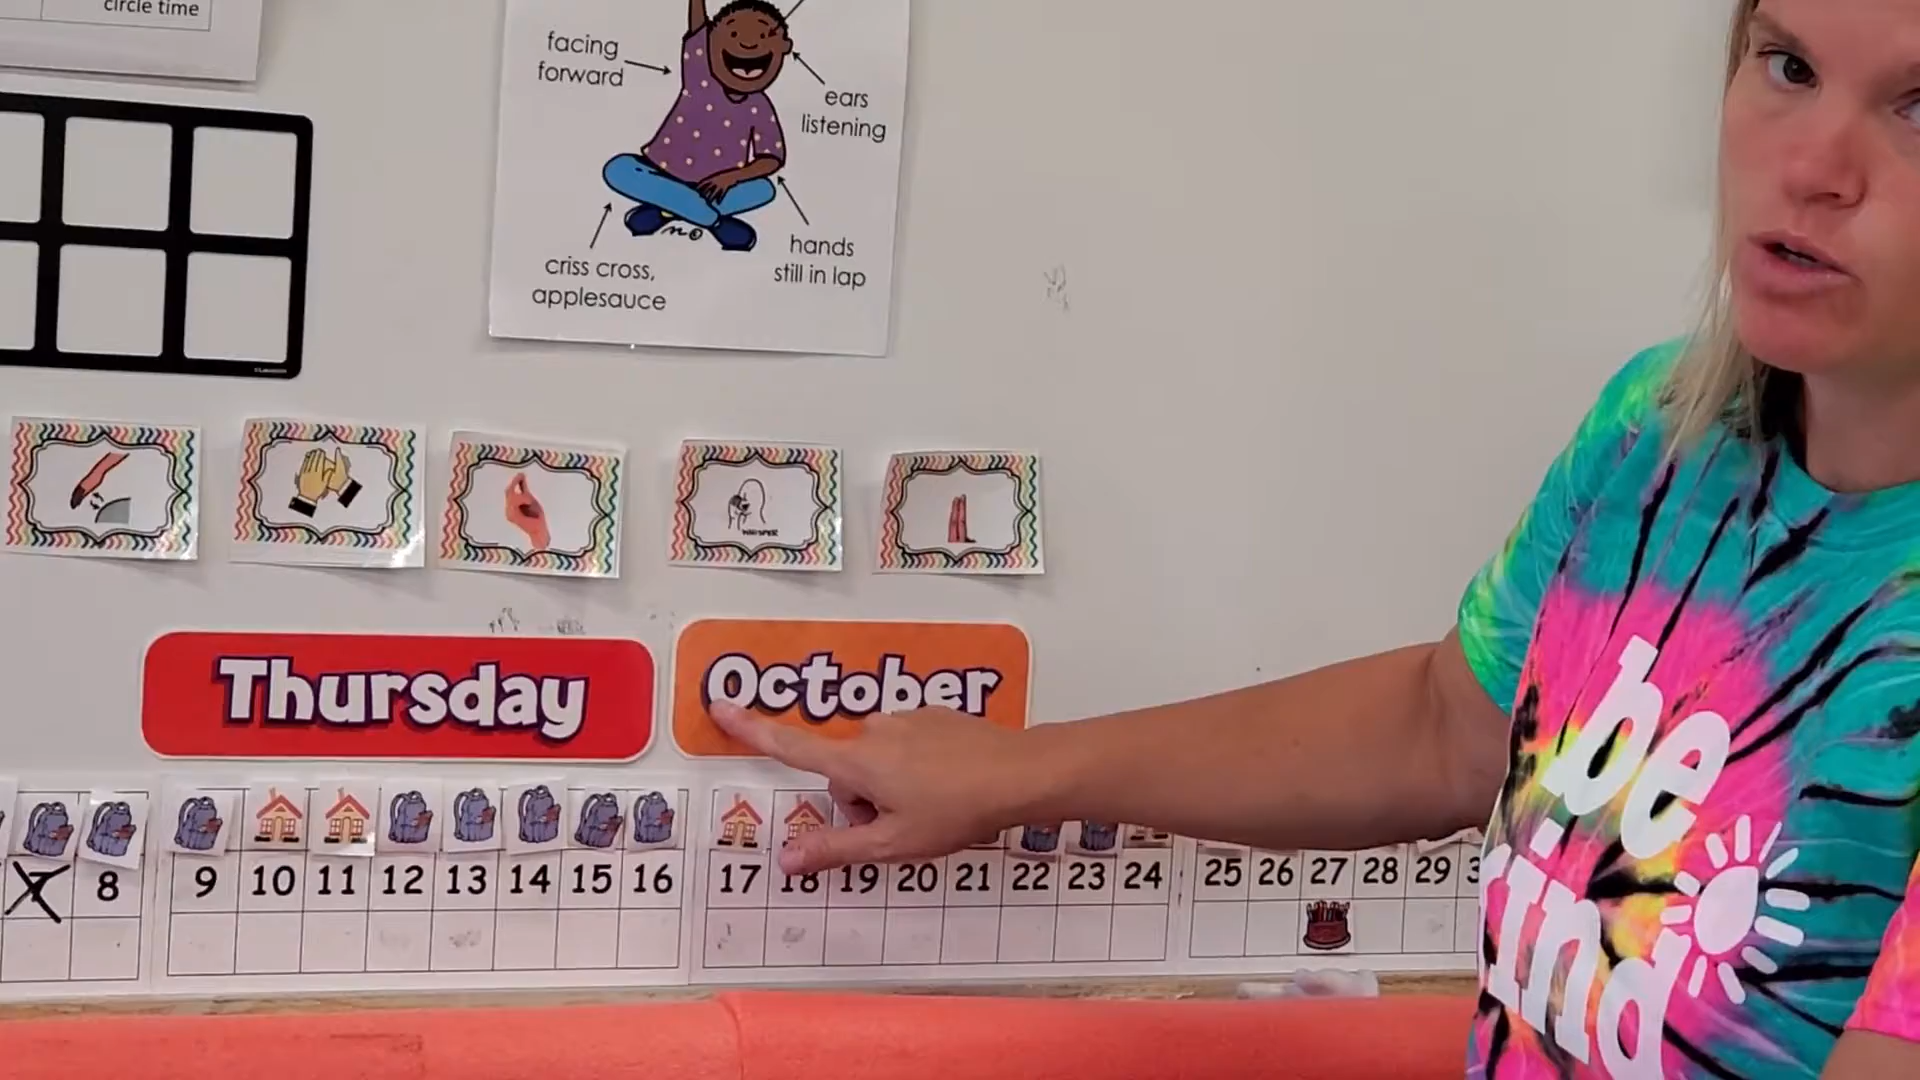 circle time
facing
forward
ears
listening
hands
still in lap
criss cross,
applesauce
WHISPER
Thursday
October
7 8 9 10 11 12 13 14 15 16 17 18 19 20 21 22 23 24 25 26 27 28 29
be
kind